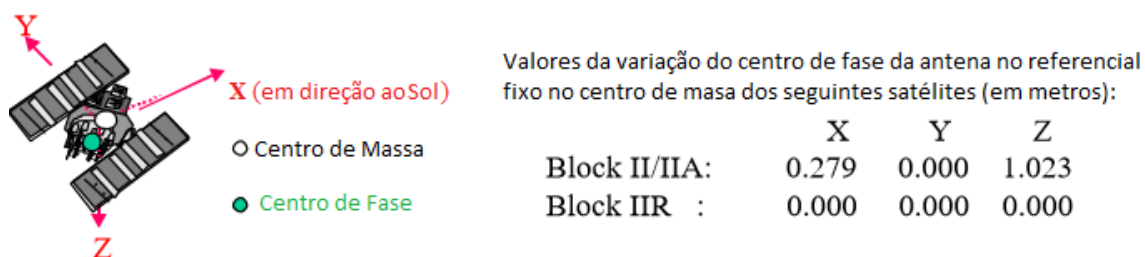 Y
X (em direção aoSol)
Centro de Massa
Centro de Fase
Z
Valores da variação do centro de fase da antena no referencial
fixo no centro de masa dos seguintes satélites (em metros):
X Y Z
Block II/IIA: 0.279 0.000 1.023
Block IIR : 0.000 0.000 0.000